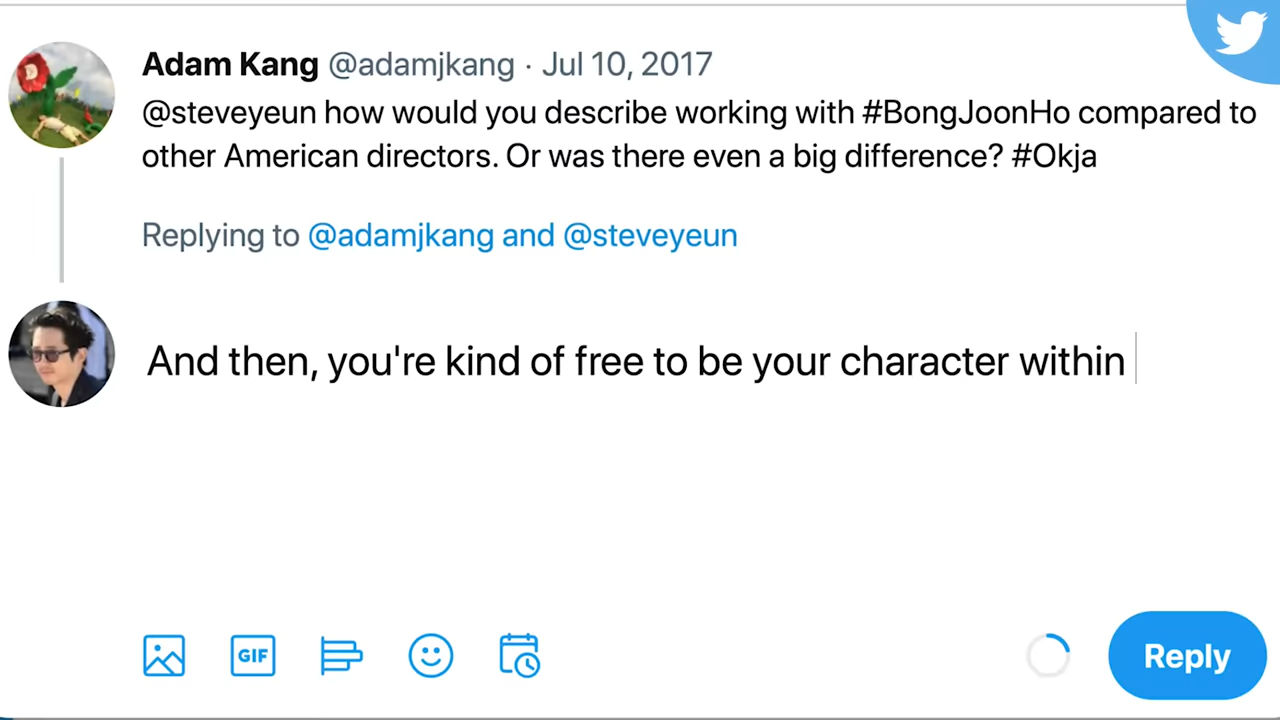 Adam Kang @adamjkang · Jul 10, 2017
@steveyeun how would you describe working with #BongJoonHo compared to
other American directors. Or was there even a big difference? #Okja
Replying to @adamjkang and @steveyeun
And then, you're kind of free to be your character within
GIF
Reply